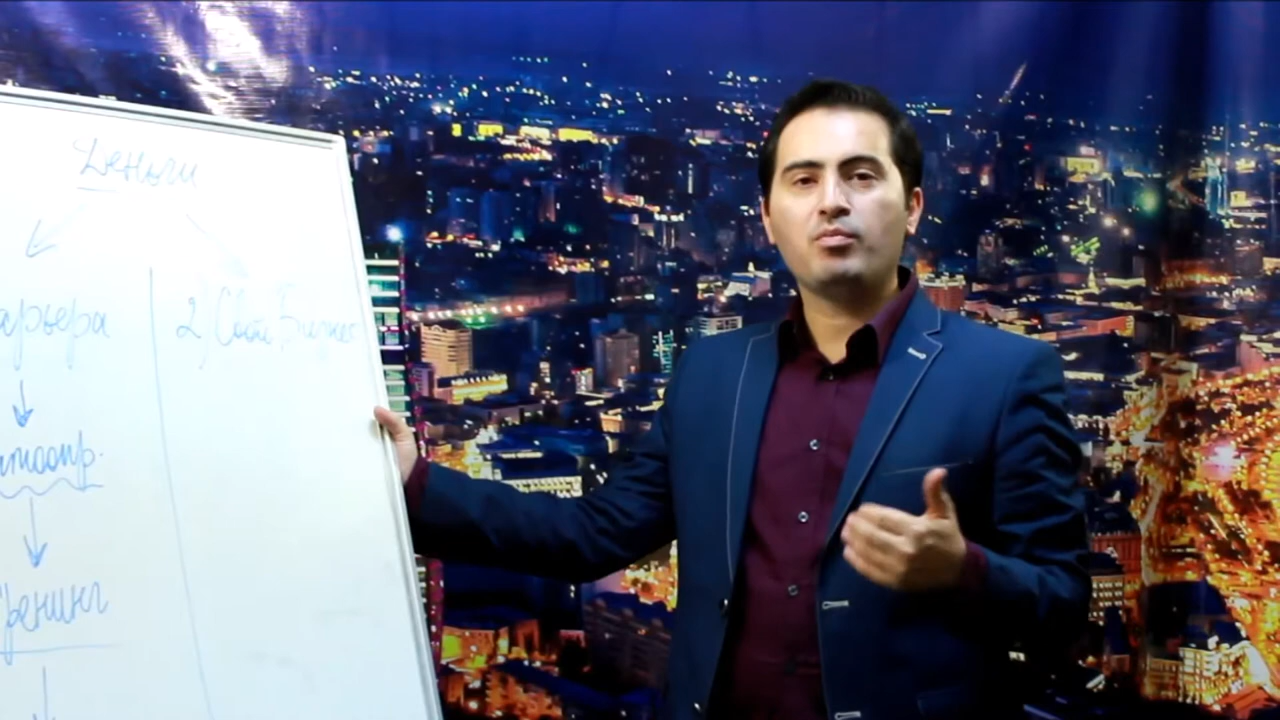 Деньги
арьера
2) Свой Бизнес
ренинг